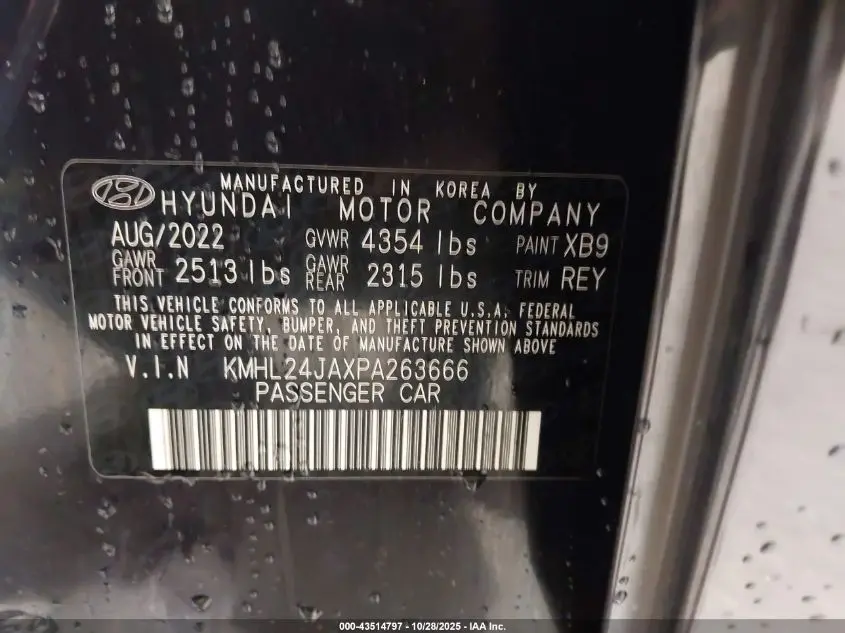 MANUFACTURED IN KOREA BY
HYUNDAI MOTOR COMPANY
AUG/2022 GVWR 4354 lbs PAINT XB9
GAWR FRONT 2513 lbs GAWR REAR 2315 lbs TRIM REY
THIS VEHICLE CONFORMS TO ALL APPLICABLE U.S.A. FEDERAL
MOTOR VEHICLE SAFETY, BUMPER, AND THEFT PREVENTION STANDARDS
IN EFFECT ON THE DATE OF MANUFACTURE SHOWN ABOVE
V.I.N KMHL24JAXPA263666
PASSENGER CAR
000-43514797 - 10/28/2025 - IAA Inc.